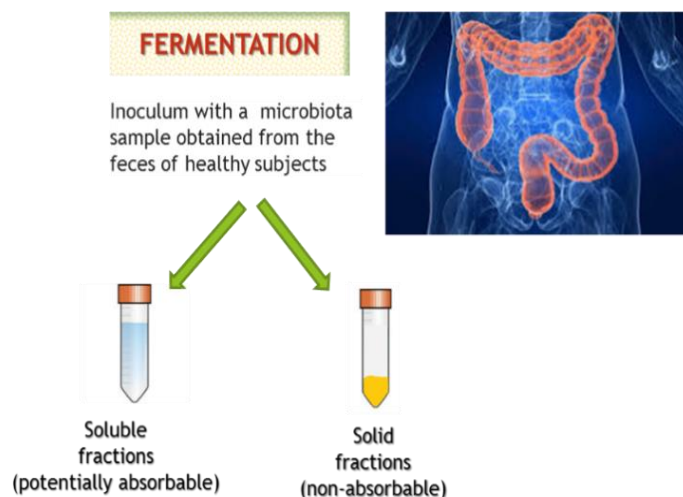 FERMENTATION
Inoculum with a microbiota
sample obtained from the
feces of healthy subjects
Soluble
fractions
(potentially absorbable)
Solid
fractions
(non-absorbable)